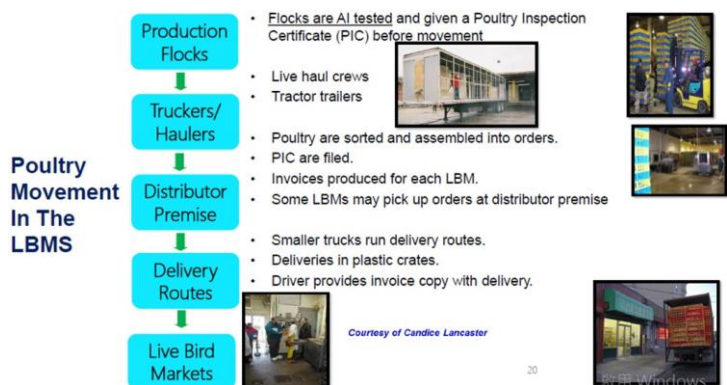 Poultry
Movement
In The
LBMS
Production
Flocks
Truckers/
Haulers
Distributor
Premise
Delivery
Routes
Live Bird
Markets
• Flocks are AI tested and given a Poultry Inspection
Certificate (PIC) before movement
• Live haul crews
• Tractor trailers
• Poultry are sorted and assembled into orders.
• PIC are filed.
• Invoices produced for each LBM.
• Some LBMs may pick up orders at distributor premise
• Smaller trucks run delivery routes.
• Deliveries in plastic crates.
• Driver provides invoice copy with delivery.
Courtesy of Candice Lancaster
20
啟用 Windows